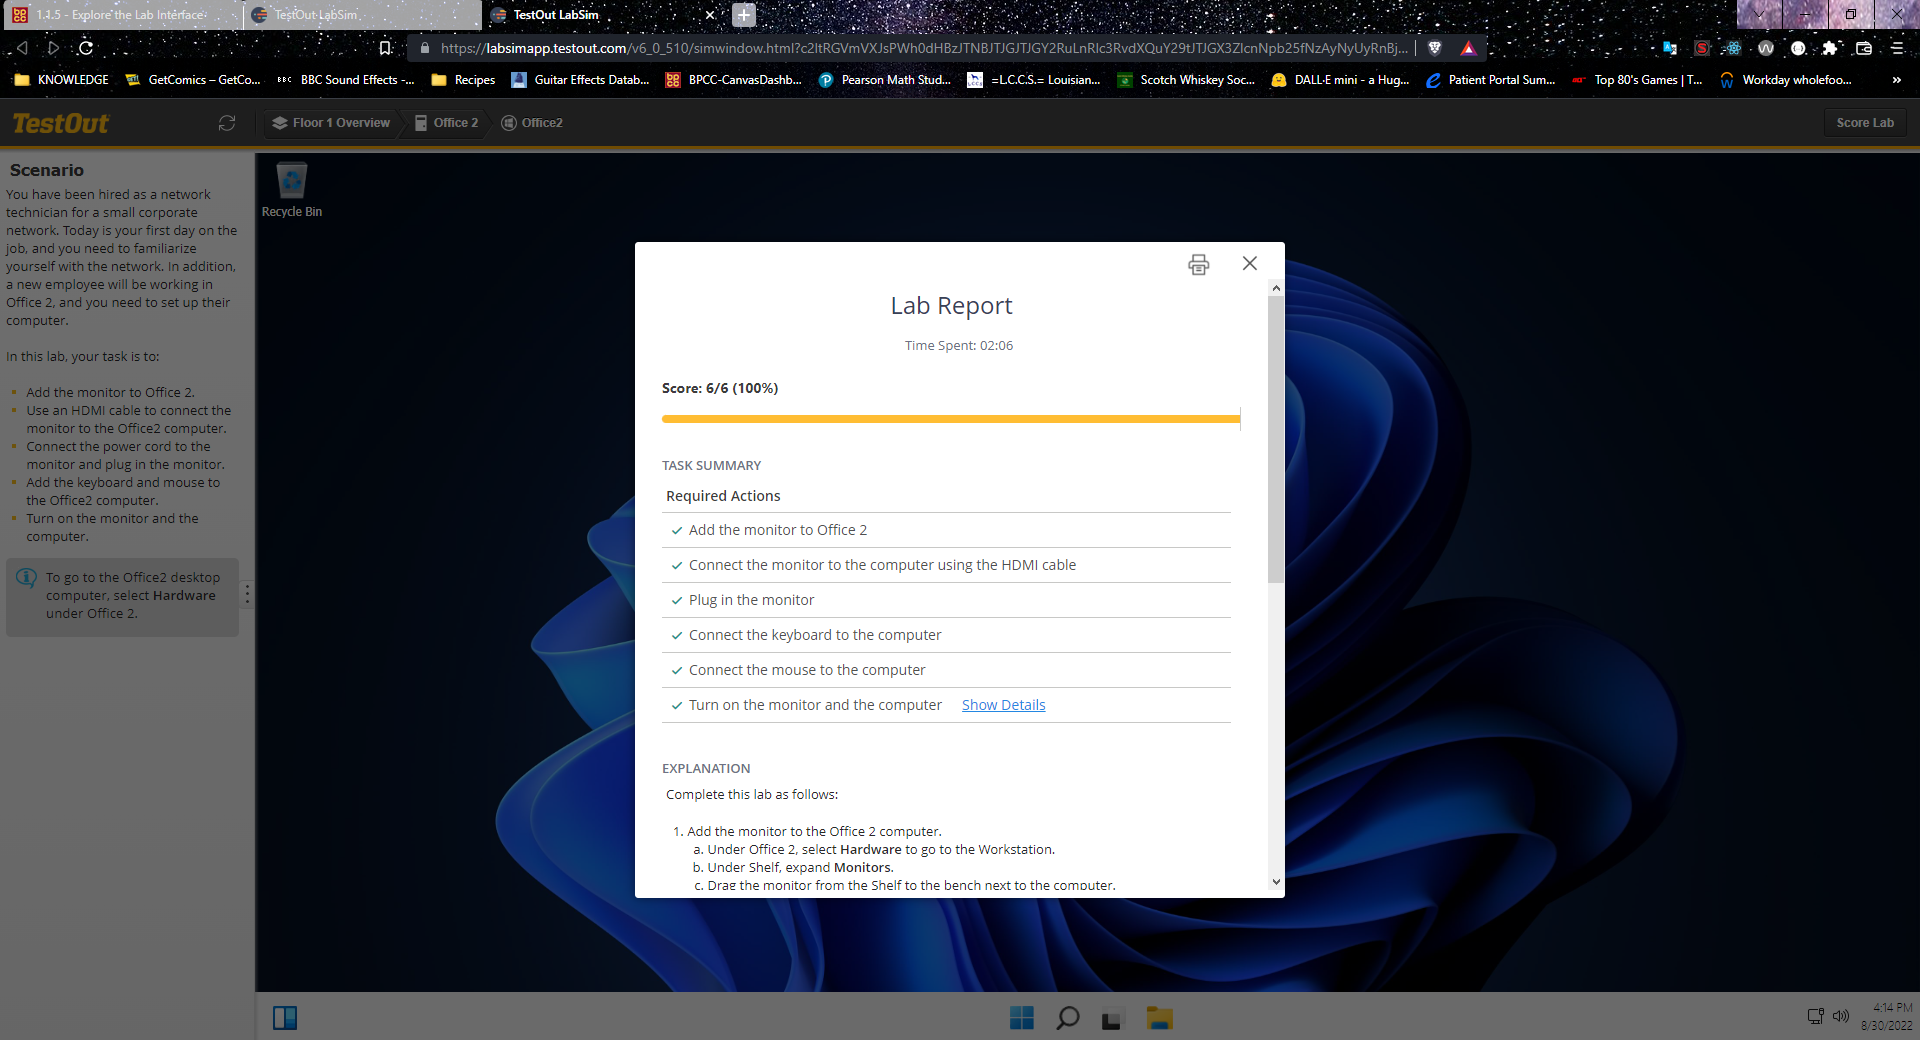 1.1.5 - Explore the Lab Interface
TestOut LabSim
TestOut LabSim
https://labsimapp.testout.com/v6_0_510/simwindow.html?
KNOWLEDGE
GetComics – GetCo...
BBC
BBC Sound Effects -...
Recipes
Guitar Effects Datab...
BPCC-CanvasDashb...
Pearson Math Stud...
=L.C.C.S.= Louisian...
Scotch Whiskey Soc...
DALL·E mini - a Hug...
Patient Portal Sum...
Top 80's Games | T...
Workday wholefoo...
»
TestOut
Floor 1 Overview
Office 2
Office2
Score Lab
Scenario
You have been hired as a network
technician for a small corporate
network. Today is your first day on the
job, and you need to familiarize
yourself with the network. In addition,
a new employee will be working in
Office 2, and you need to set up their
computer.
In this lab, your task is to:
Add the monitor to Office 2.
Use an HDMI cable to connect the
monitor to the Office2 computer.
Connect the power cord to the
monitor and plug in the monitor.
Add the keyboard and mouse to
the Office2 computer.
Turn on the monitor and the
computer.
To go to the Office2 desktop
computer, select Hardware
under Office 2.
Recycle Bin
Lab Report
Time Spent: 02:06
Score: 6/6 (100%)
TASK SUMMARY
Required Actions
Add the monitor to Office 2
Connect the monitor to the computer using the HDMI cable
Plug in the monitor
Connect the keyboard to the computer
Connect the mouse to the computer
Turn on the monitor and the computer Show Details
EXPLANATION
Complete this lab as follows:
1. Add the monitor to the Office 2 computer.
a. Under Office 2, select Hardware to go to the Workstation.
b. Under Shelf, expand Monitors.
c. Drag the monitor from the Shelf to the bench next to the computer.
4:14 PM
8/30/2022